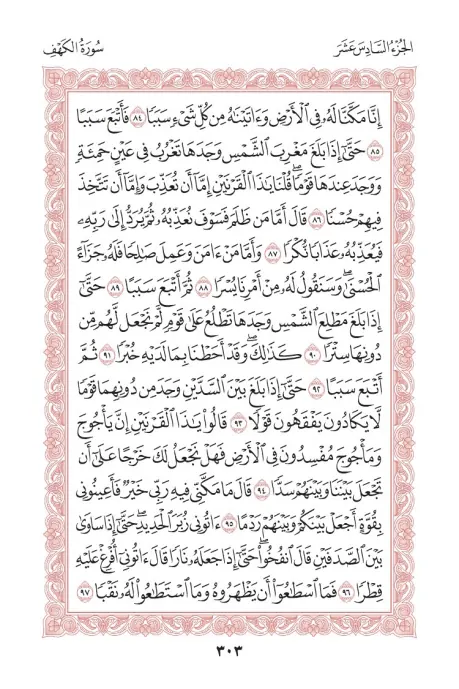 الجزء السادس عشر
سورة الكهف
إِنَّا مَكَّنَّا لَهُۥ فِي ٱلۡأَرۡضِ وَءَاتَيۡنَٰهُ مِن كُلِّ شَيۡءٖ سَبَبٗا ٨٤ فَأَتۡبَعَ سَبَبًا
٨٥ حَتَّىٰٓ إِذَا بَلَغَ مَغۡرِبَ ٱلشَّمۡسِ وَجَدَهَا تَغۡرُبُ فِي عَيۡنٍ حَمِئَةٖ
وَوَجَدَ عِندَهَا قَوۡمٗاۖ قُلۡنَا يَٰذَا ٱلۡقَرۡنَيۡنِ إِمَّآ أَن تُعَذِّبَ وَإِمَّآ أَن تَتَّخِذَ
فِيهِمۡ حُسۡنٗا ٨٦ قَالَ أَمَّا مَن ظَلَمَ فَسَوۡفَ نُعَذِّبُهُۥ ثُمَّ يُرَدُّ إِلَىٰ رَبِّهِۦ
فَيُعَذِّبُهُۥ عَذَابٗا نُّكۡرٗا ٨٧ وَأَمَّا مَنۡ ءَامَنَ وَعَمِلَ صَٰلِحٗا فَلَهُۥ جَزَآءً
ٱلۡحُسۡنَىٰۖ وَسَنَقُولُ لَهُۥ مِنۡ أَمۡرِنَا يُسۡرٗا ٨٨ ثُمَّ أَتۡبَعَ سَبَبًا ٨٩ حَتَّىٰٓ
إِذَا بَلَغَ مَطۡلِعَ ٱلشَّمۡسِ وَجَدَهَا تَطۡلُعُ عَلَىٰ قَوۡمٖ لَّمۡ نَجۡعَل لَّهُم مِّن
دُونِهَا سِتۡرٗا ٩٠ كَذَٰلِكَۖ وَقَدۡ أَحَطۡنَا بِمَا لَدَيۡهِ خُبۡرٗا ٩١ ثُمَّ
أَتۡبَعَ سَبَبًا ٩٢ حَتَّىٰٓ إِذَا بَلَغَ بَيۡنَ ٱلسَّدَّيۡنِ وَجَدَ مِن دُونِهِمَا قَوۡمٗا
لَّا يَكَادُونَ يَفۡقَهُونَ قَوۡلٗا ٩٣ قَالُواْ يَٰذَا ٱلۡقَرۡنَيۡنِ إِنَّ يَأۡجُوجَ
وَمَأۡجُوجَ مُفۡسِدُونَ فِي ٱلۡأَرۡضِ فَهَلۡ نَجۡعَلُ لَكَ خَرۡجًا عَلَىٰٓ أَن
تَجۡعَلَ بَيۡنَنَا وَبَيۡنَهُمۡ سَدّٗا ٩٤ قَالَ مَا مَكَّنِّي فِيهِ رَبِّي خَيۡرٞ فَأَعِينُونِي
بِقُوَّةٍ أَجۡعَلۡ بَيۡنَكُمۡ وَبَيۡنَهُمۡ رَدۡمًا ٩٥ ءَاتُونِي زُبَرَ ٱلۡحَدِيدِۖ حَتَّىٰٓ إِذَا سَاوَىٰ
بَيۡنَ ٱلصَّدَفَيۡنِ قَالَ ٱنفُخُواْۖ حَتَّىٰٓ إِذَا جَعَلَهُۥ نَارٗا قَالَ ءَاتُونِيٓ أُفۡرِغۡ عَلَيۡهِ
قِطۡرٗا ٩٦ فَمَا ٱسۡطَٰعُوٓاْ أَن يَظۡهَرُوهُ وَمَا ٱسۡتَطَٰعُواْ لَهُۥ نَقۡبٗا ٩٧
٣٠٣